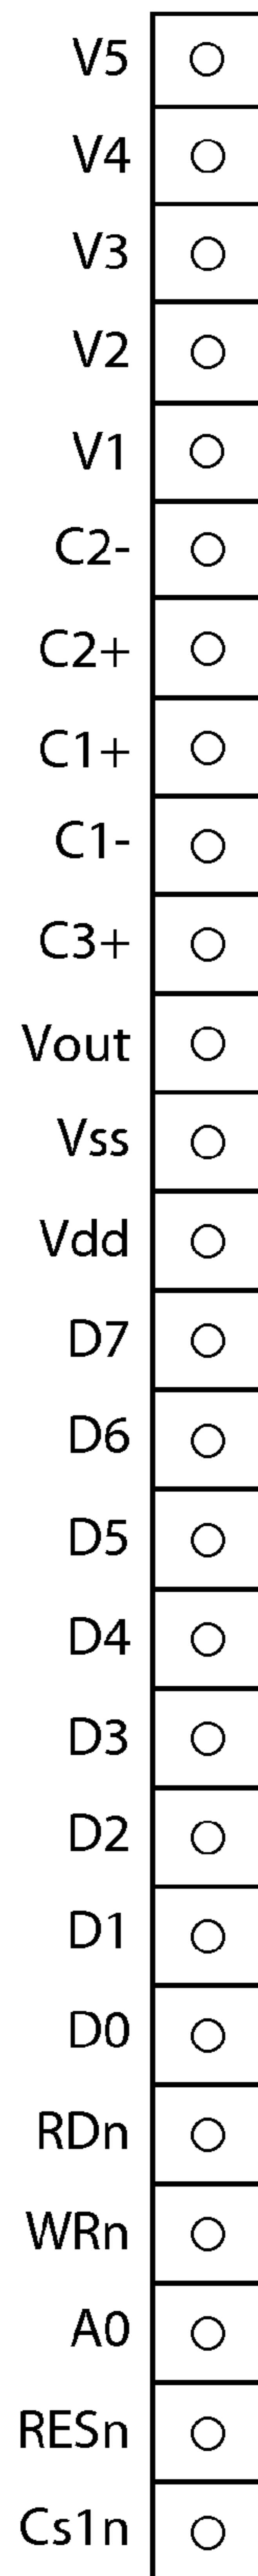 V5
V4
V3
V2
V1
C2-
C2+
C1+
C1-
C3+
Vout
Vss
Vdd
D7
D6
D5
D4
D3
D2
D1
D0
RDn
WRn
A0
RESn
Cs1n